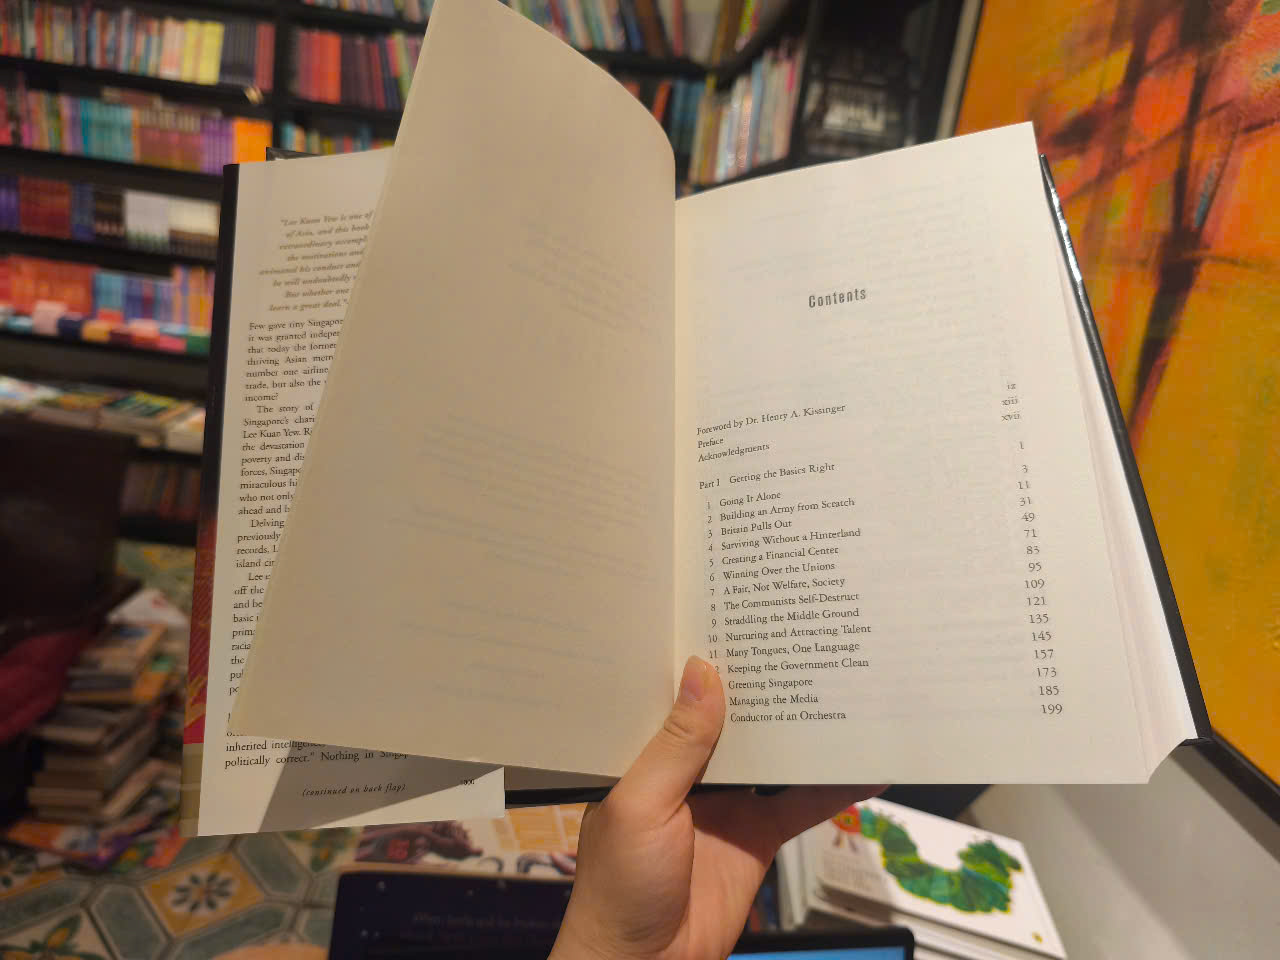 "Lee Kuan Yew is one of
of Asia, and this book
extraordinary accompl
the motivations and
animated his conduct and
he will undoubtedly
But whether one
learn a great deal."
Few gave tiny Singapor
it was granted indepen
that today the former
thriving Asian metr
number one airline,
trade, but also the
income?
The story of
Singapore's chari
Lee Kuan Yew. Ri
the devastation
poverty and dis
forces, Singapo
miraculous hi
who not only
ahead and b
Delving
previously
records, L
island ci
Lee
off the
and be
basic
prim
racia
the
pu
po
inherited intellig
politically correct." Nothing in Singap
(continued on back flap)
Contents
Foreword by Dr. Henry A. Kissinger ix
Preface xiii
Acknowledgments xvii
Part I Getting the Basics Right 1
1 Going It Alone 3
2 Building an Army from Scratch 11
3 Britain Pulls Out 31
4 Surviving Without a Hinterland 49
5 Creating a Financial Center 71
6 Winning Over the Unions 83
7 A Fair, Not Welfare, Society 95
8 The Communists Self-Destruct 109
9 Straddling the Middle Ground 121
10 Nurturing and Attracting Talent 135
11 Many Tongues, One Language 145
2 Keeping the Government Clean 157
Greening Singapore 173
Managing the Media 185
Conductor of an Orchestra 199